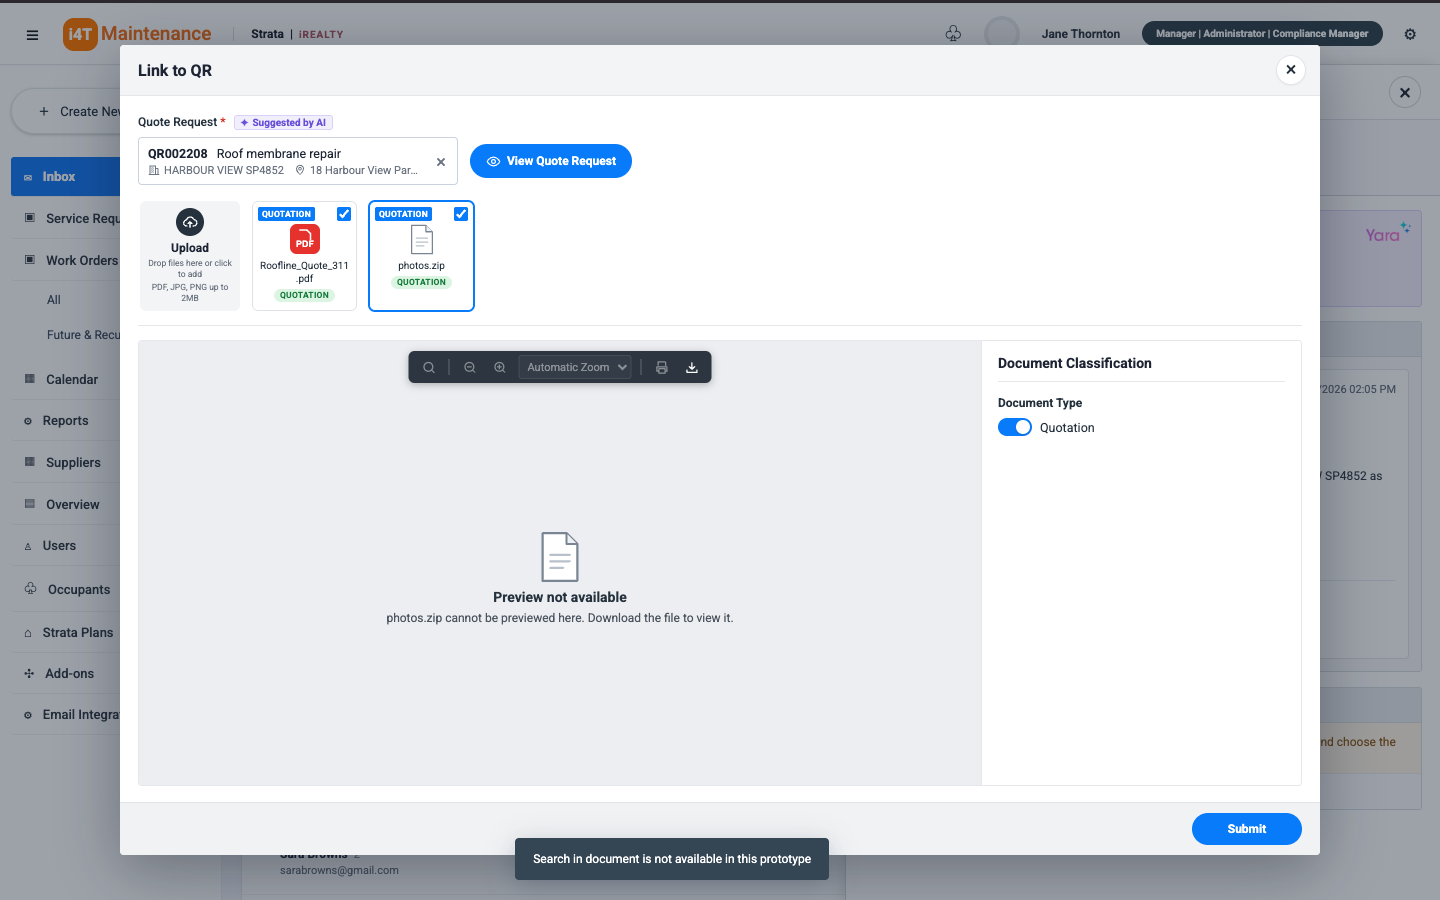 i4T Maintenance
Strata | iREALTY
Jane Thornton
Manager | Administrator | Compliance Manager
Link to QR
Quote Request *
Suggested by AI
QR002208 Roof membrane repair
HARBOUR VIEW SP4852 18 Harbour View Par...
View Quote Request
Create New
Inbox
Service Requ
Work Orders
All
Future & Recu
Calendar
Reports
Suppliers
Overview
Users
Occupants
Strata Plans
Add-ons
Email Integra
Upload
Drop files here or click
to add
PDF, JPG, PNG up to
2MB
QUOTATION
PDF
Roofline_Quote_311
.pdf
QUOTATION
QUOTATION
photos.zip
QUOTATION
Automatic Zoom
Preview not available
photos.zip cannot be previewed here. Download the file to view it.
Document Classification
Document Type
Quotation
Yara
/2026 02:05 PM
SP4852 as
nd choose the
Submit
Search in document is not available in this prototype
Sara Browns 2
sarabrowns@gmail.com